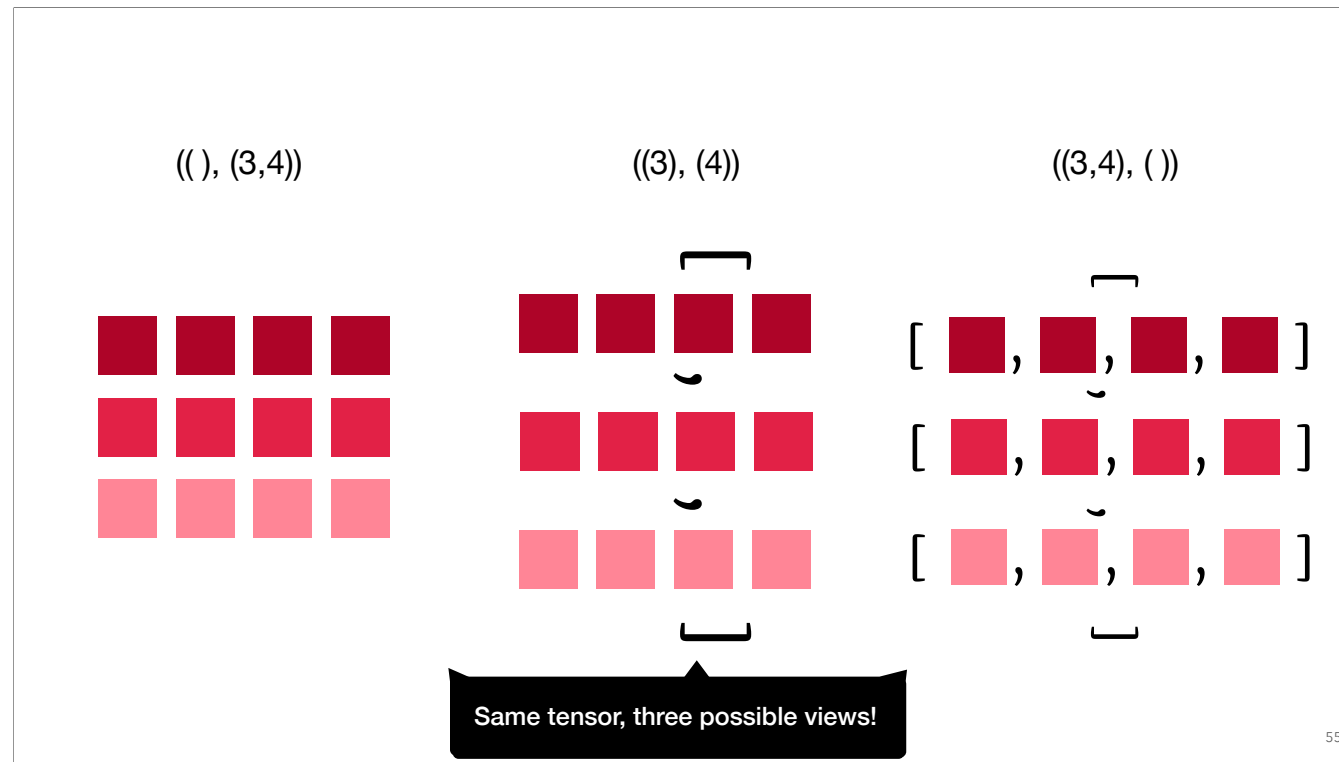 (( ), (3,4))
((3), (4))
((3,4), ( ))
[
,
,
]
[
[ , , , ]
,
[ , , , ]
,
[ , , , ]
]
Same tensor, three possible views!
55